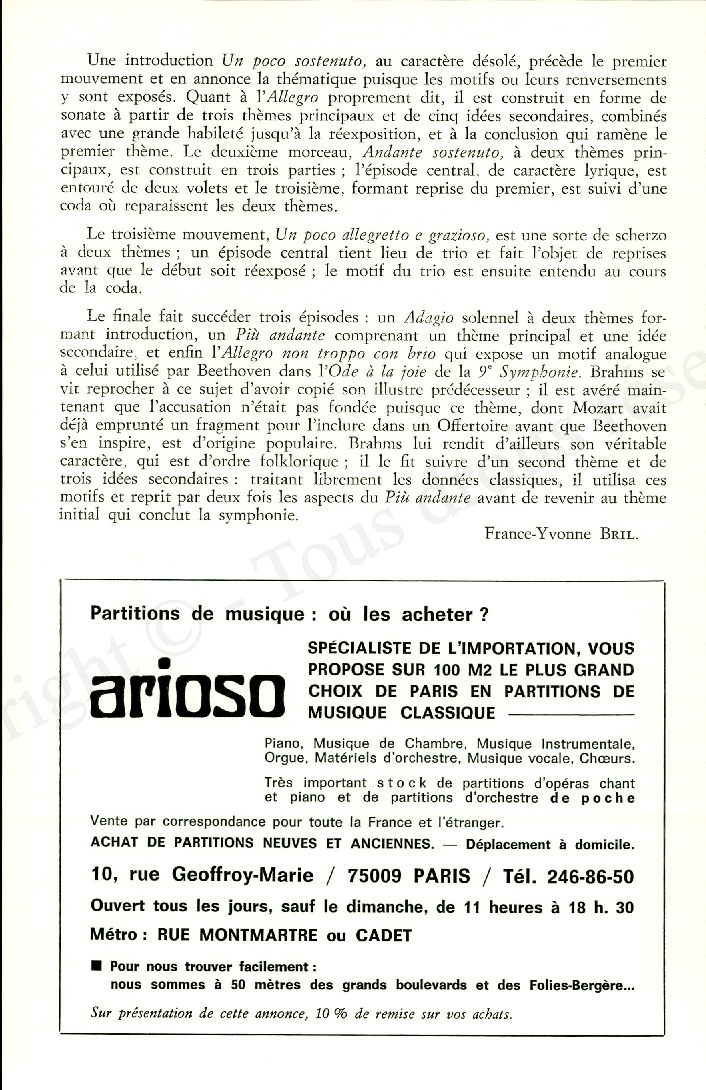 Une introduction Un poco sostenuto, au caractère désolé, précède le premier
mouvement et en annonce la thématique puisque les motifs ou leurs renversements
y sont exposés. Quant à l'Allegro proprement dit, il est construit en forme de
sonate à partir de trois thèmes principaux et de cinq idées secondaires, combinés
avec une grande habileté jusqu'à la réexposition, et à la conclusion qui ramène le
premier thème. Le deuxième morceau, Andante sostenuto, à deux thèmes prin-
cipaux, est construit en trois parties ; l'épisode central, de caractère lyrique, est
entouré de deux volets et le troisième, formant reprise du premier, est suivi d'une
coda où reparaissent les deux thèmes.
Le troisième mouvement, Un poco allegretto e grazioso, est une sorte de scherzo
à deux thèmes ; un épisode central tient lieu de trio et fait l'objet de reprises
avant que le début soit réexposé ; le motif du trio est ensuite entendu au cours
de la coda.
Le finale fait succéder trois épisodes : un Adagio solennel à deux thèmes for-
mant introduction, un Più andante comprenant un thème principal et une idée
secondaire, et enfin l'Allegro non troppo con brio qui expose un motif analogue
à celui utilisé par Beethoven dans l'Ode à la joie de la 9e Symphonie. Brahms se
vit reprocher à ce sujet d'avoir copié son illustre prédécesseur ; il est avéré main-
tenant que l'accusation n'était pas fondée puisque ce thème, dont Mozart avait
déjà emprunté un fragment pour l'inclure dans un Offertoire avant que Beethoven
s'en inspire, est d'origine populaire. Brahms lui rendit d'ailleurs son véritable
caractère, qui est d'ordre folklorique ; il le fit suivre d'un second thème et de
trois idées secondaires : traitant librement les données classiques, il utilisa ces
motifs et reprit par deux fois les aspects du Più andante avant de revenir au thème
initial qui conclut la symphonie.
France-Yvonne BRIL.
Partitions de musique : où les acheter ?
arioso
SPÉCIALISTE DE L'IMPORTATION, VOUS
PROPOSE SUR 100 M2 LE PLUS GRAND
CHOIX DE PARIS EN PARTITIONS DE
MUSIQUE CLASSIQUE
Piano, Musique de Chambre, Musique Instrumentale,
Orgue, Matériels d'orchestre, Musique vocale, Chœurs.
Très important stock de partitions d'opéras chant
et piano et de partitions d'orchestre de poche
Vente par correspondance pour toute la France et l'étranger.
ACHAT DE PARTITIONS NEUVES ET ANCIENNES. — Déplacement à domicile.
10, rue Geoffroy-Marie / 75009 PARIS / Tél. 246-86-50
Ouvert tous les jours, sauf le dimanche, de 11 heures à 18 h. 30
Métro : RUE MONTMARTRE ou CADET
■ Pour nous trouver facilement :
nous sommes à 50 mètres des grands boulevards et des Folies-Bergère...
Sur présentation de cette annonce, 10 % de remise sur vos achats.
right © - Tous droits rése